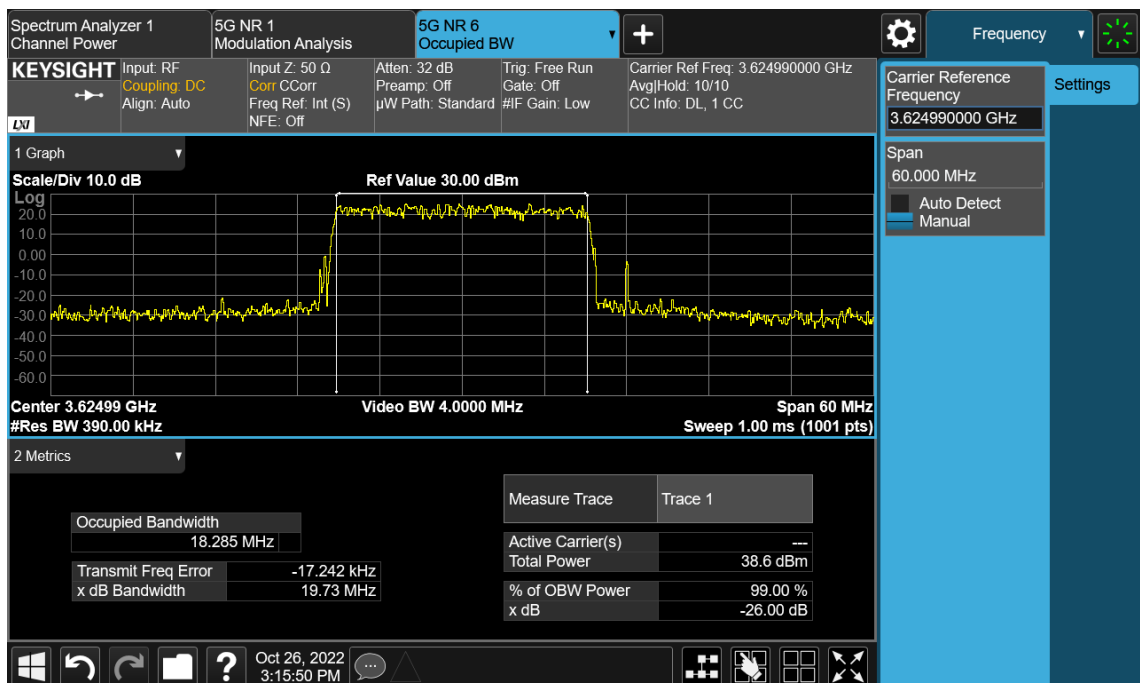 Spectrum Analyzer 1
Channel Power
5G NR 1
Modulation Analysis
5G NR 6
Occupied BW
Frequency
KEYSIGHT
LXI
Input: RF
Coupling: DC
Align: Auto
Input Z: 50 Ω
Corr CCorr
Freq Ref: Int (S)
NFE: Off
Atten: 32 dB
Preamp: Off
µW Path: Standard
Trig: Free Run
Gate: Off
#IF Gain: Low
Carrier Ref Freq: 3.624990000 GHz
Avg|Hold: 10/10
CC Info: DL, 1 CC
Carrier Reference
Frequency
3.624990000 GHz
Span
60.000 MHz
Auto Detect
Manual
Settings
1 Graph
Scale/Div 10.0 dB
Ref Value 30.00 dBm
Log
20.0
10.0
0.00
-10.0
-20.0
-30.0
-40.0
-50.0
-60.0
Center 3.62499 GHz
Video BW 4.0000 MHz
Span 60 MHz
#Res BW 390.00 kHz
Sweep 1.00 ms (1001 pts)
2 Metrics
Occupied Bandwidth
18.285 MHz
Transmit Freq Error -17.242 kHz
x dB Bandwidth 19.73 MHz
Measure Trace Trace 1
Active Carrier(s) ---
Total Power 38.6 dBm
% of OBW Power 99.00 %
x dB -26.00 dB
?
Oct 26, 2022
3:15:50 PM